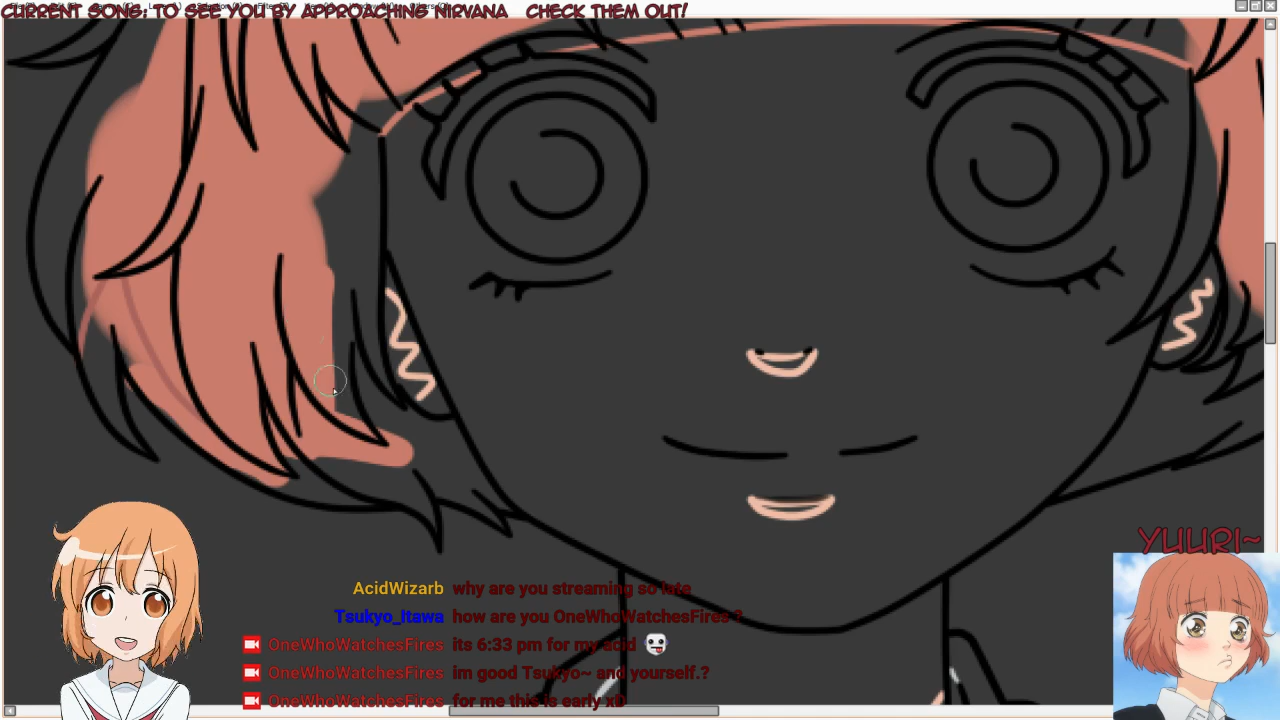 CURRENT SONG: TO SEE YOU BY APPROACHING NIRVANA   CHECK THEM OUT!
YUURI~
AcidWizarb why are you streaming so late
Tsukyo_Itawa how are you OneWhoWatchesFires ?
OneWhoWatchesFires its 6:33 pm for my acid
OneWhoWatchesFires im good Tsukyo~ and yourself.?
OneWhoWatchesFires for me this is early xD